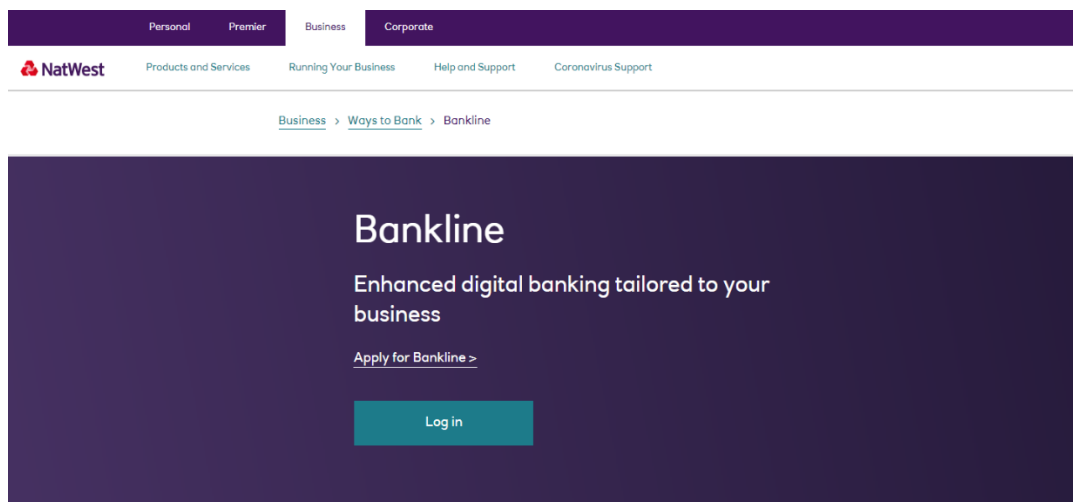 Personal Premier Business Corporate
NatWest Products and Services Running Your Business Help and Support Coronavirus Support
Business > Ways to Bank > Bankline
Bankline
Enhanced digital banking tailored to your
business
Apply for Bankline >
Log in